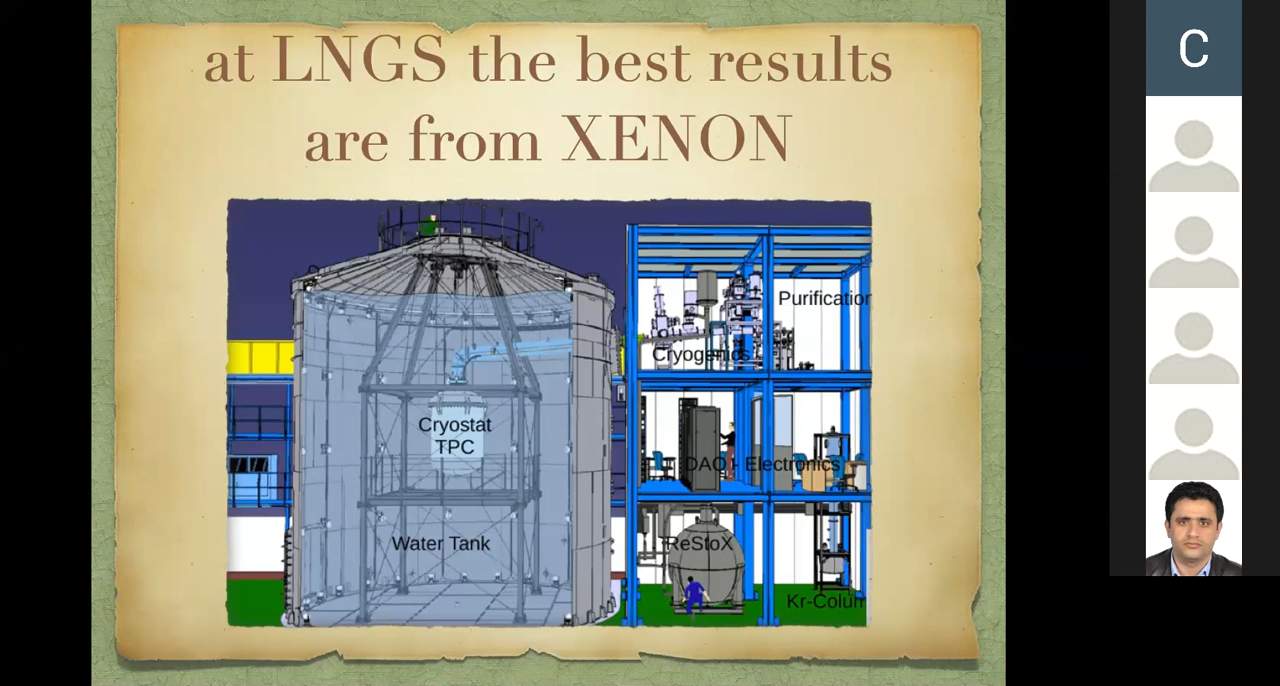 at LNGS the best results
are from XENON
C
Purification
Cryogenics
Cryostat
TPC
DAQ - Electronics
Water Tank
ReStoX
Kr-Colum